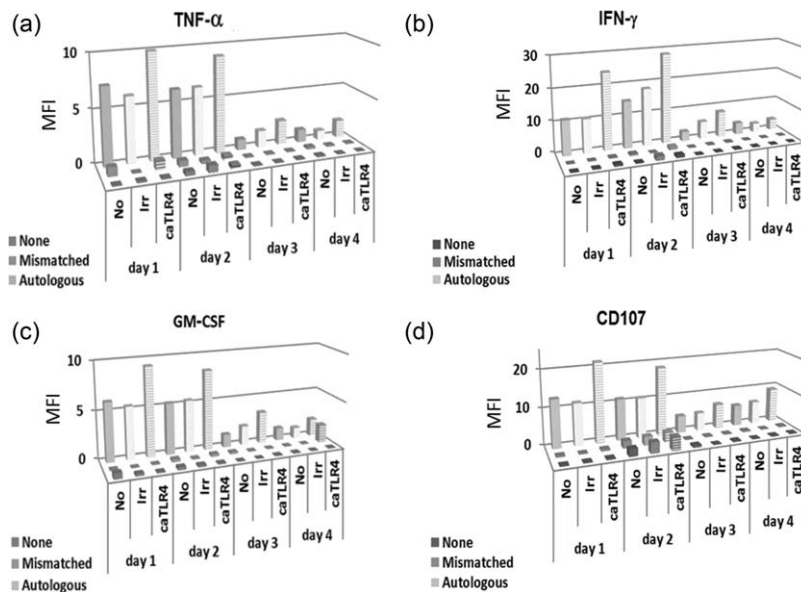 (a)
TNF-α
MFI
10
5
0
No
Irr
caTLR4
No
Irr
caTLR4
No
Irr
caTLR4
No
Irr
caTLR4
day 1
day 2
day 3
day 4
None
Mismatched
Autologous
(b)
IFN-γ
MFI
30
20
10
0
No
Irr
caTLR4
No
Irr
caTLR4
No
Irr
caTLR4
No
Irr
caTLR4
day 1
day 2
day 3
day 4
None
Mismatched
Autologous
(c)
GM-CSF
MFI
10
5
0
No
Irr
caTLR4
No
Irr
caTLR4
No
Irr
caTLR4
No
Irr
caTLR4
day 1
day 2
day 3
day 4
None
Mismatched
Autologous
(d)
CD107
MFI
20
10
0
No
Irr
caTLR4
No
Irr
caTLR4
No
Irr
caTLR4
No
Irr
caTLR4
day 1
day 2
day 3
day 4
None
Mismatched
Autologous